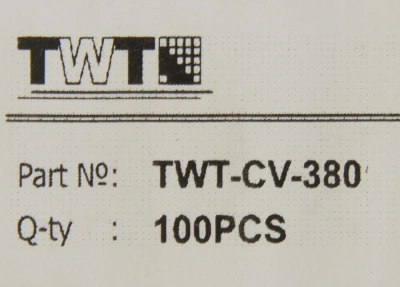 TWT
Part №: TWT-CV-380
Q-ty : 100PCS